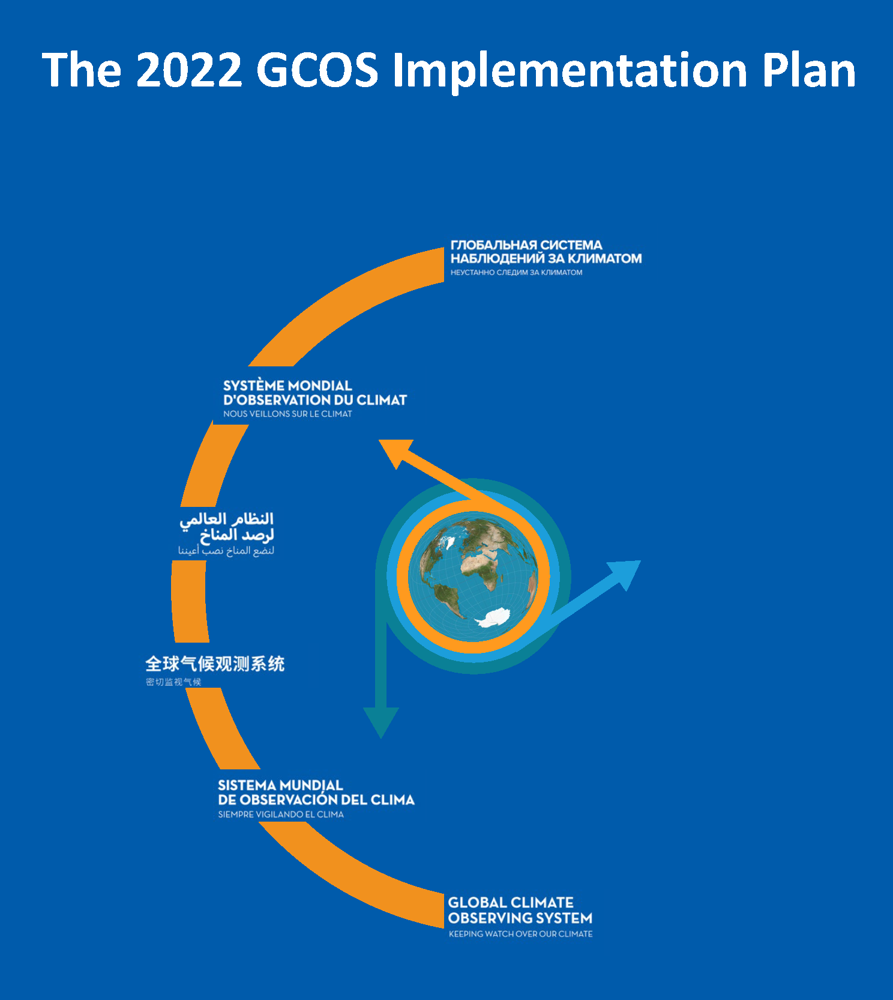 The 2022 GCOS Implementation Plan
ГЛОБАЛЬНАЯ СИСТЕМА
НАБЛЮДЕНИЙ ЗА КЛИМАТОМ
НЕУСТАННО СЛЕДИМ ЗА КЛИМАТОМ
SYSTÈME MONDIAL
D'OBSERVATION DU CLIMAT
NOUS VEILLONS SUR LE CLIMAT
النظام العالمي
لرصد المناخ
لنضع المناخ نصب أعيننا
全球气候观测系统
密切监视气候
SISTEMA MUNDIAL
DE OBSERVACIÓN DEL CLIMA
SIEMPRE VIGILANDO EL CLIMA
GLOBAL CLIMATE
OBSERVING SYSTEM
KEEPING WATCH OVER OUR CLIMATE